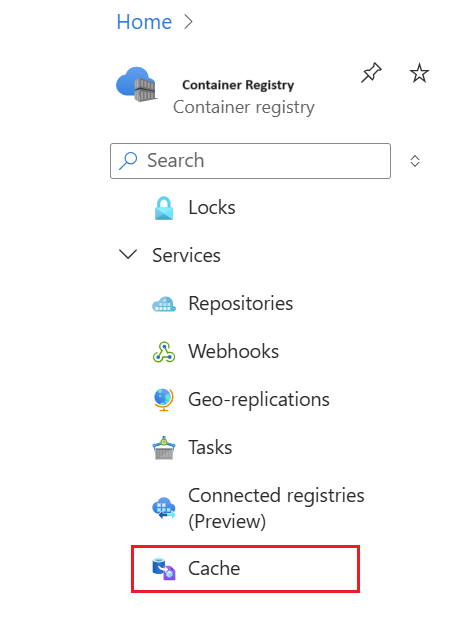 Home
Container Registry
Container registry
Search
Locks
Services
Repositories
Webhooks
Geo-replications
Tasks
Connected registries
(Preview)
Cache